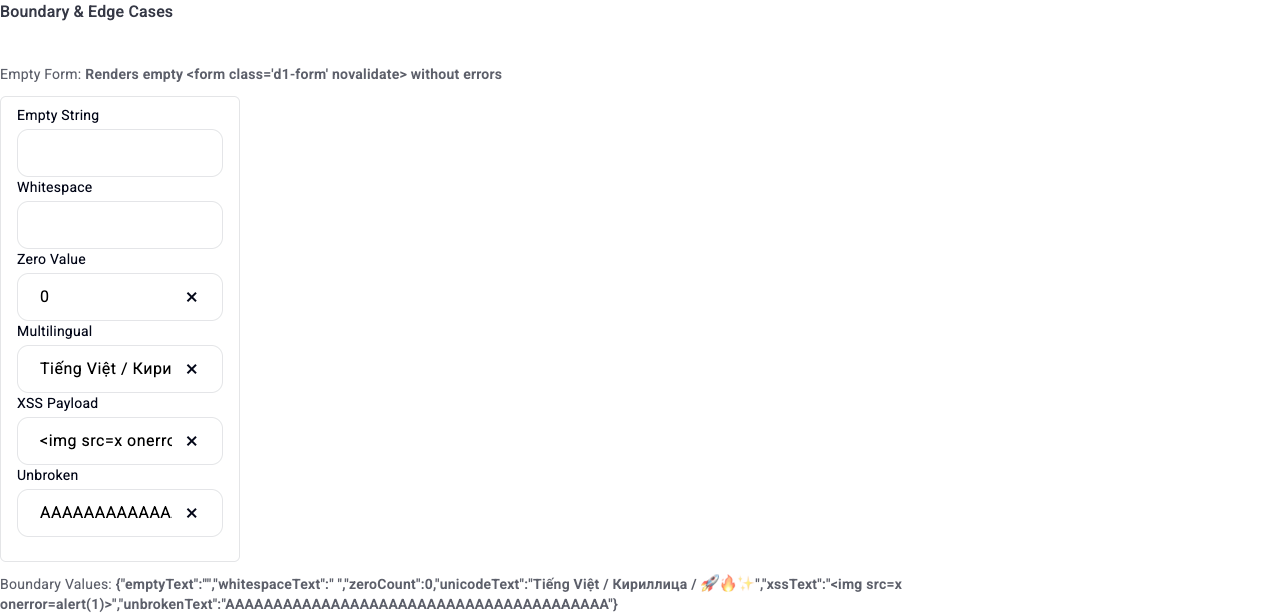 Boundary & Edge Cases
Empty Form: Renders empty <form class='d1-form' novalidate> without errors
Empty String
Whitespace
Zero Value
0 ×
Multilingual
Tiếng Việt / Кири ×
XSS Payload
<img src=x onerro ×
Unbroken
AAAAAAAAAAAA ×
Boundary Values: {"emptyText":"","whitespaceText":" ","zeroCount":0,"unicodeText":"Tiếng Việt / Кириллица / 🚀🔥✨","xssText":"<img src=x
onerror=alert(1)>","unbrokenText":"AAAAAAAAAAAAAAAAAAAAAAAAAAAAAAAAAAAAAAAA"}